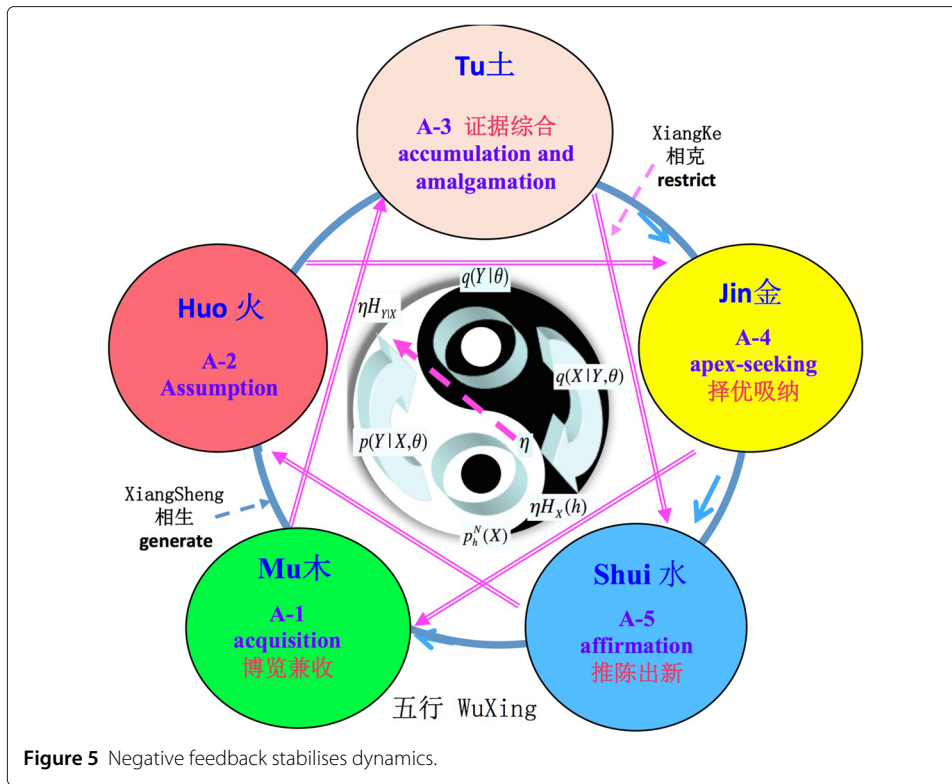 Tu土
A-3 证据综合
accumulation and
amalgamation
XiangKe
相克
restrict
Huo 火
A-2
Assumption
Jin金
A-4
apex-seeking
择优吸纳
q(Y|θ)
ηH_{Y|X}
q(X|Y,θ)
p(Y|X,θ)
η
ηH_X(h)
p_h^N(X)
XiangSheng
相生
generate
Mu木
A-1
acquisition
博览兼收
Shui 水
A-5
affirmation
推陈出新
五行 WuXing
Figure 5 Negative feedback stabilises dynamics.